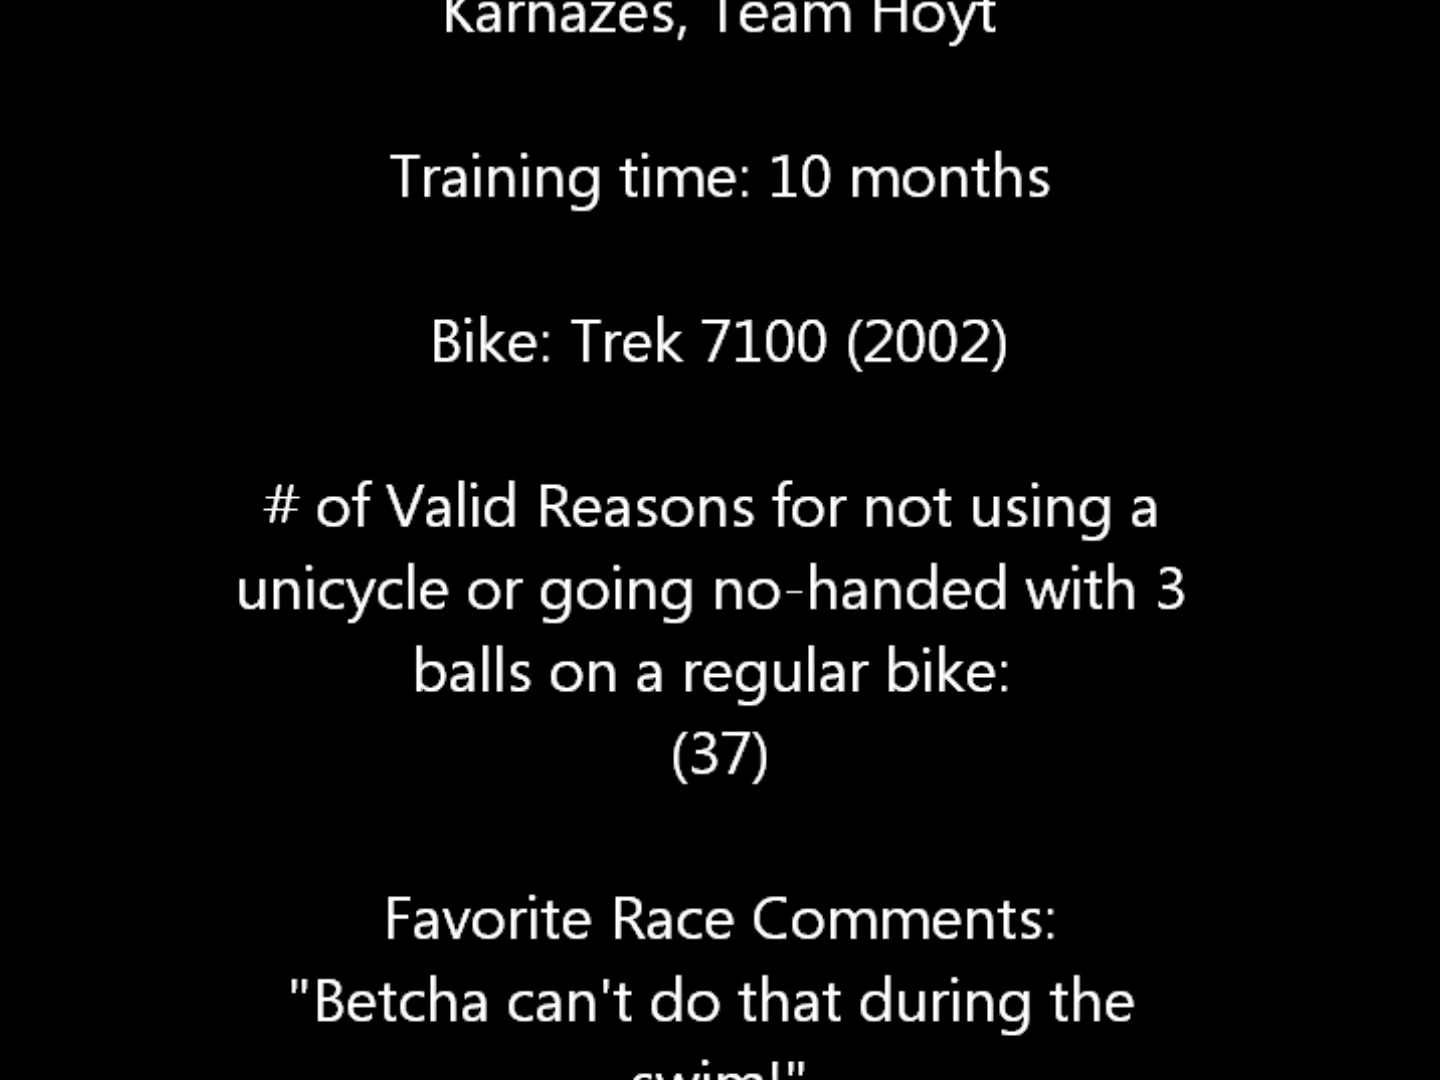 Karnazes, Team Hoyt
Training time: 10 months
Bike: Trek 7100 (2002)
# of Valid Reasons for not using a
unicycle or going no-handed with 3
balls on a regular bike:
(37)
Favorite Race Comments:
"Betcha can't do that during the
swim!"